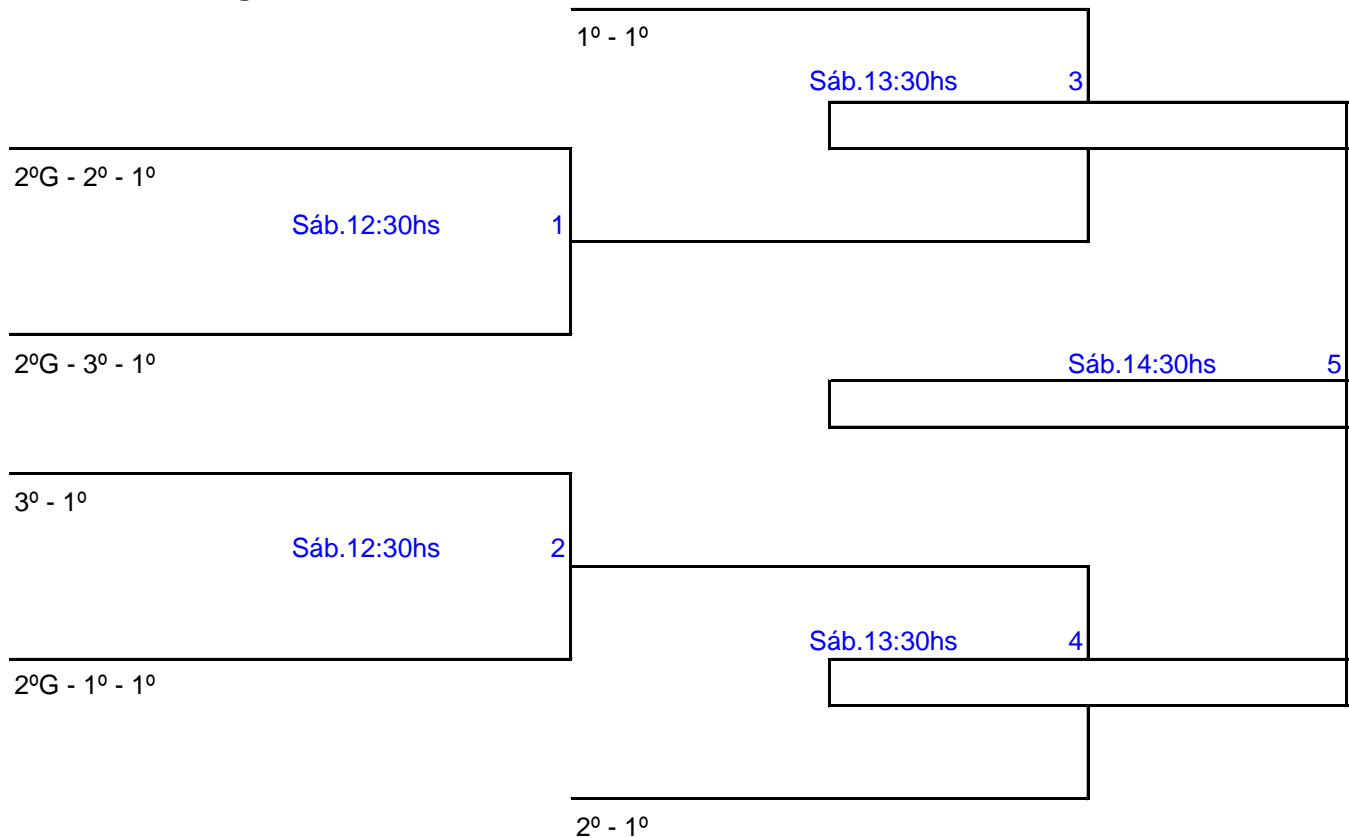 1º - 1º
Sáb.13:30hs 3
2ºG - 2º - 1º
Sáb.12:30hs 1
2ºG - 3º - 1º
Sáb.14:30hs 5
3º - 1º
Sáb.12:30hs 2
Sáb.13:30hs 4
2ºG - 1º - 1º
2º - 1º